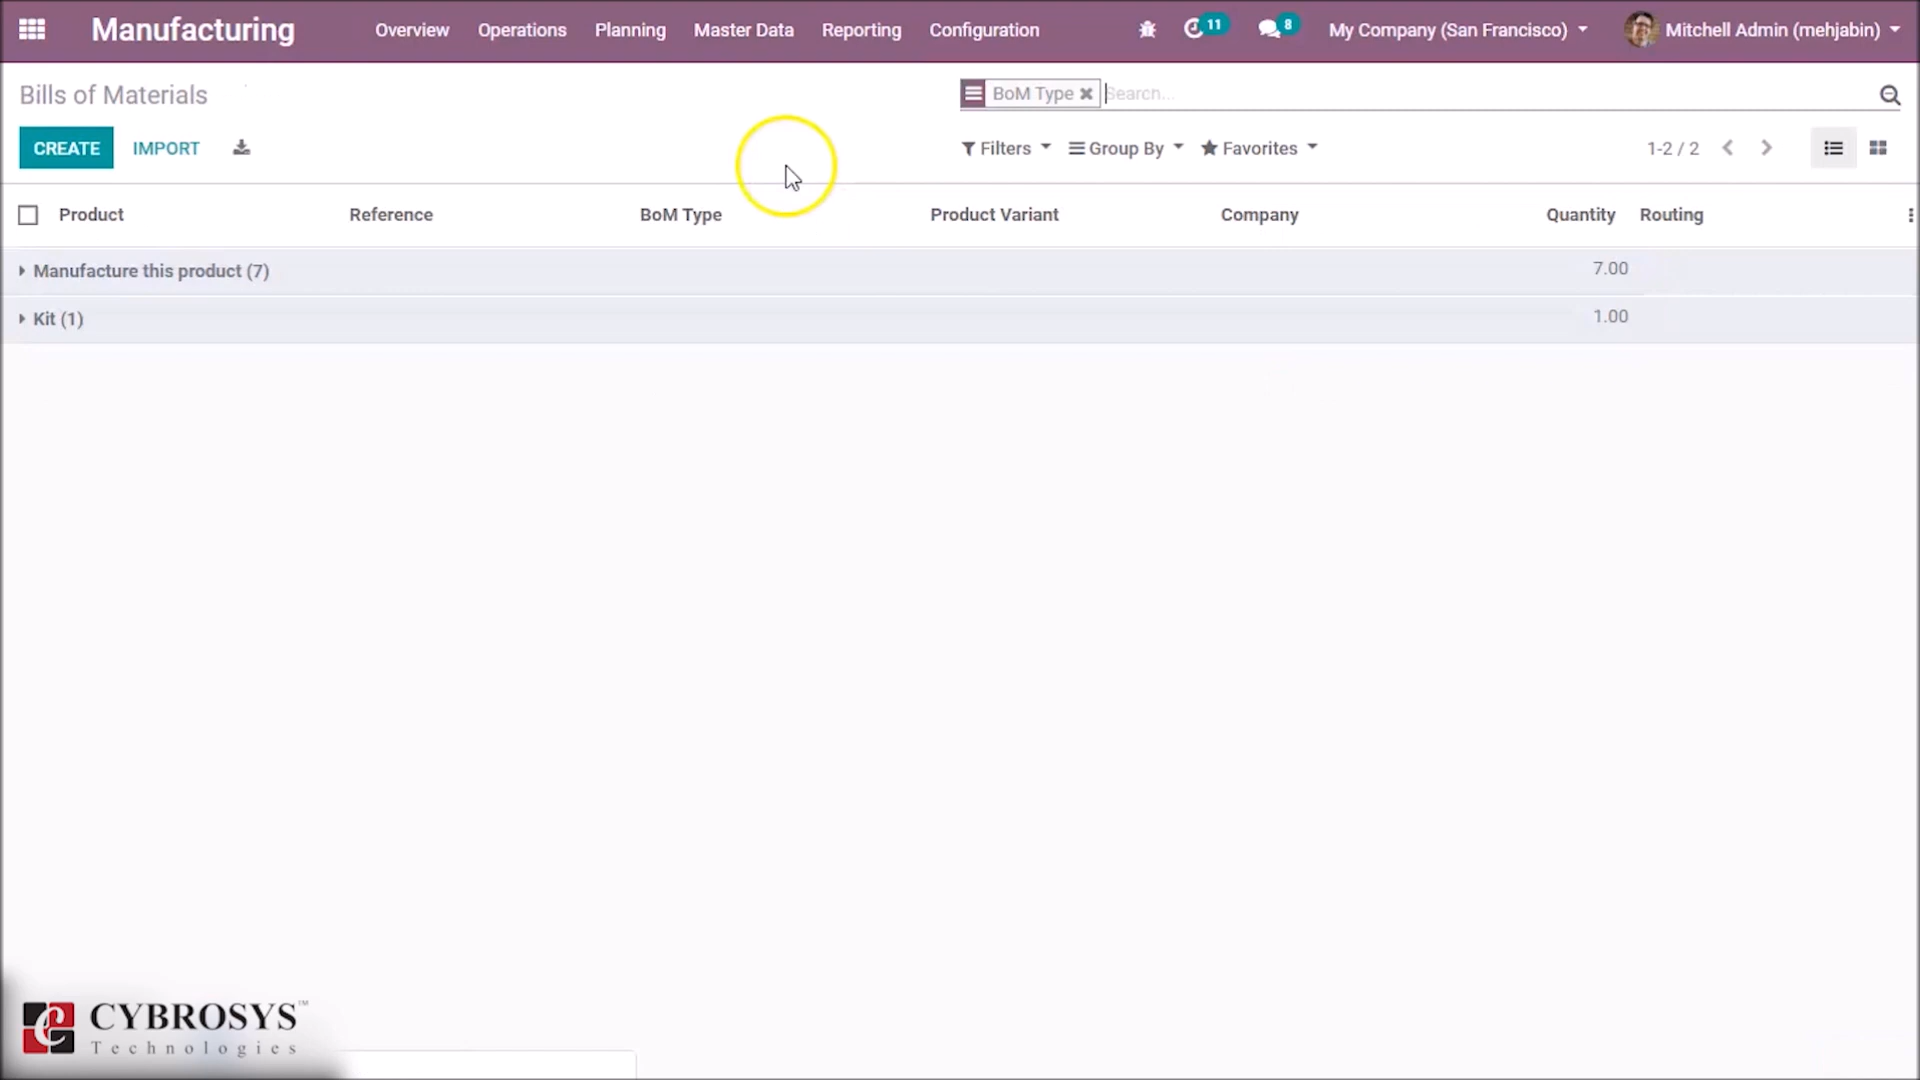 Manufacturing Overview Operations Planning Master Data Reporting Configuration 11 8 My Company (San Francisco) Mitchell Admin (mehjabin)
Bills of Materials BoM Type Search...
CREATE IMPORT Filters Group By Favorites 1-2 / 2
Product Reference BoM Type Product Variant Company Quantity Routing
Manufacture this product (7) 7.00
Kit (1) 1.00
CYBROSYS™
Technologies